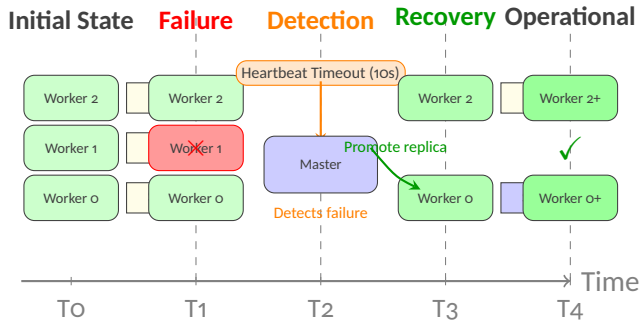 Initial State
Failure
Detection
Recovery
Operational
Heartbeat Timeout (10s)
Worker 2
Worker 2
Worker 2
Worker 2+
Worker 1
Worker 1
Master
Promote replica
Worker 0
Worker 0
Detects failure
Worker 0
Worker 0+
Time
T0
T1
T2
T3
T4